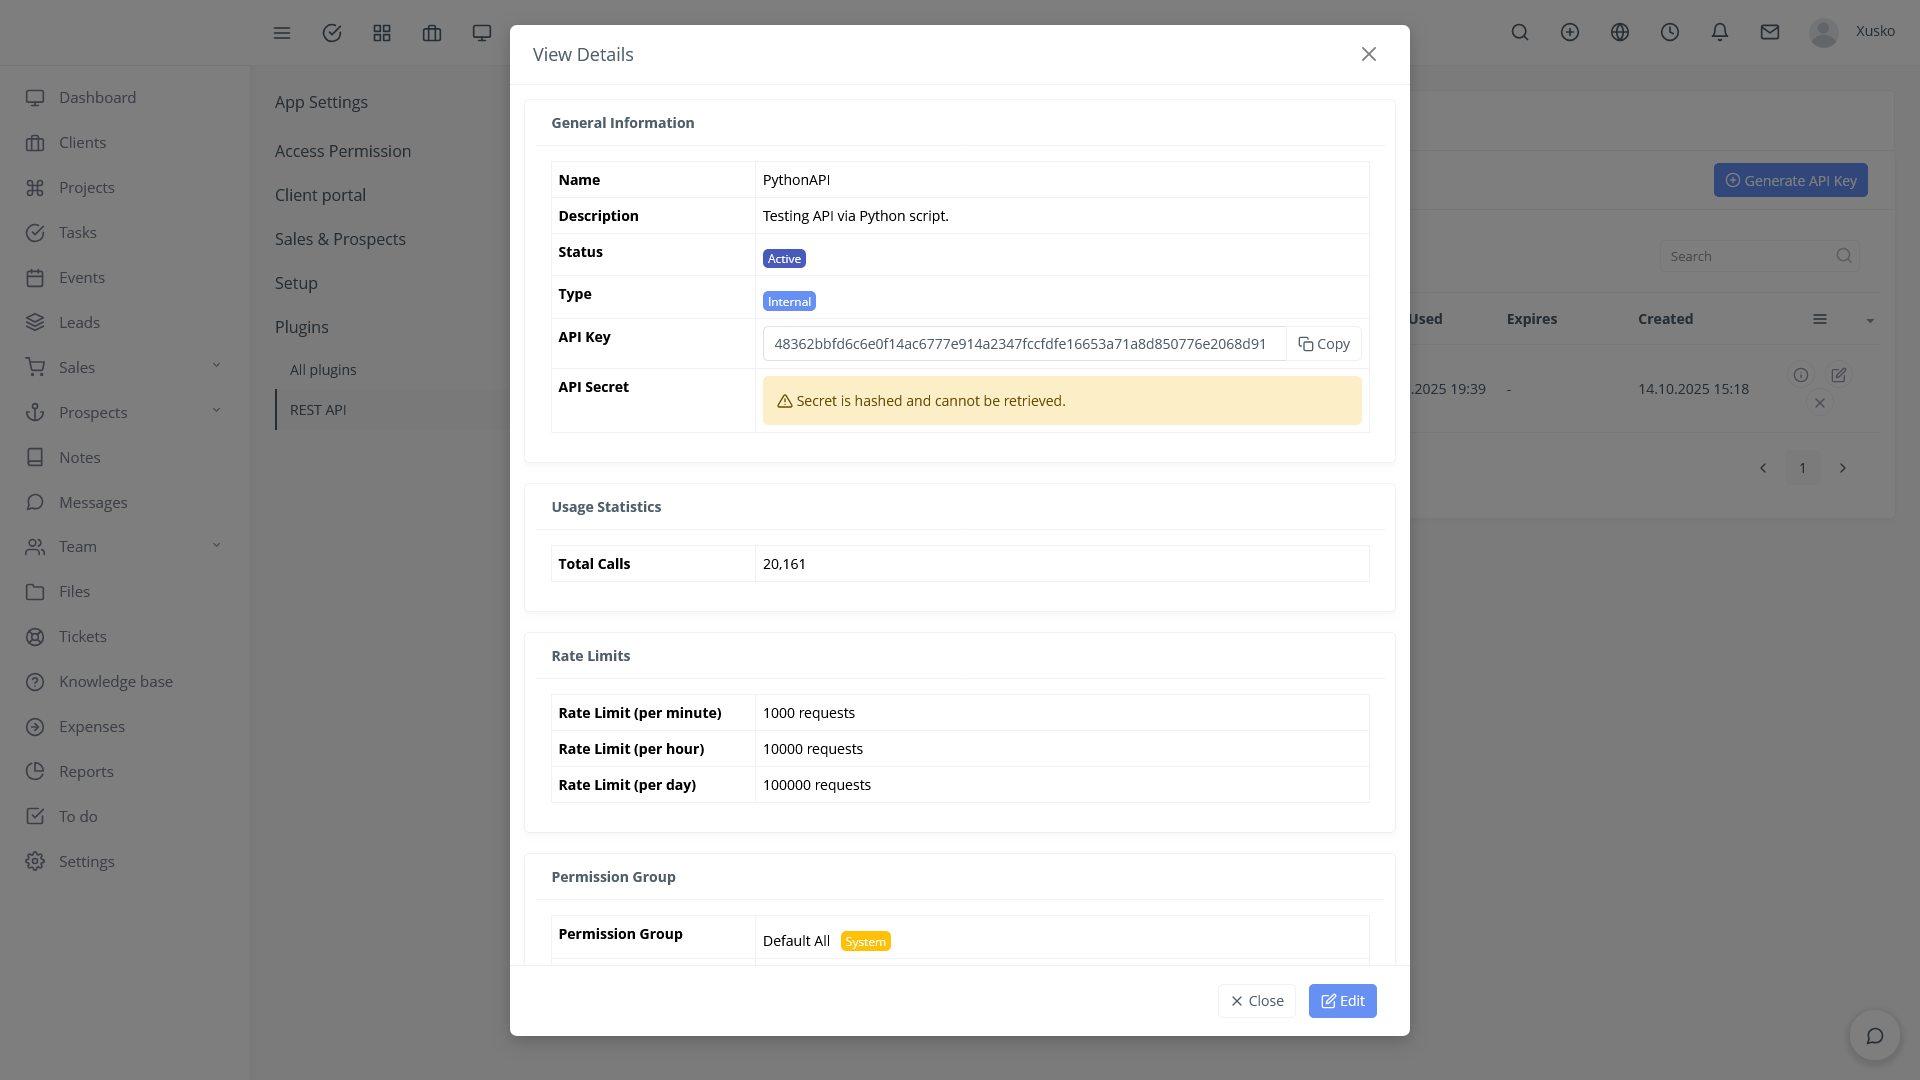 Xusko
Dashboard
Clients
Projects
Tasks
Events
Leads
Sales
Prospects
Notes
Messages
Team
Files
Tickets
Knowledge base
Expenses
Reports
To do
Settings
App Settings
Access Permission
Client portal
Sales & Prospects
Setup
Plugins
All plugins
REST API
View Details
General Information
Name PythonAPI
Description Testing API via Python script.
Status Active
Type Internal
API Key 48362bbfd6c6e0f14ac6777e914a2347fccfdfe16653a71a8d850776e2068d91 Copy
API Secret Secret is hashed and cannot be retrieved.
Usage Statistics
Total Calls 20,161
Rate Limits
Rate Limit (per minute) 1000 requests
Rate Limit (per hour) 10000 requests
Rate Limit (per day) 100000 requests
Permission Group
Permission Group Default All System
Close Edit
Generate API Key
Search
Used Expires Created
.2025 19:39 - 14.10.2025 15:18
1